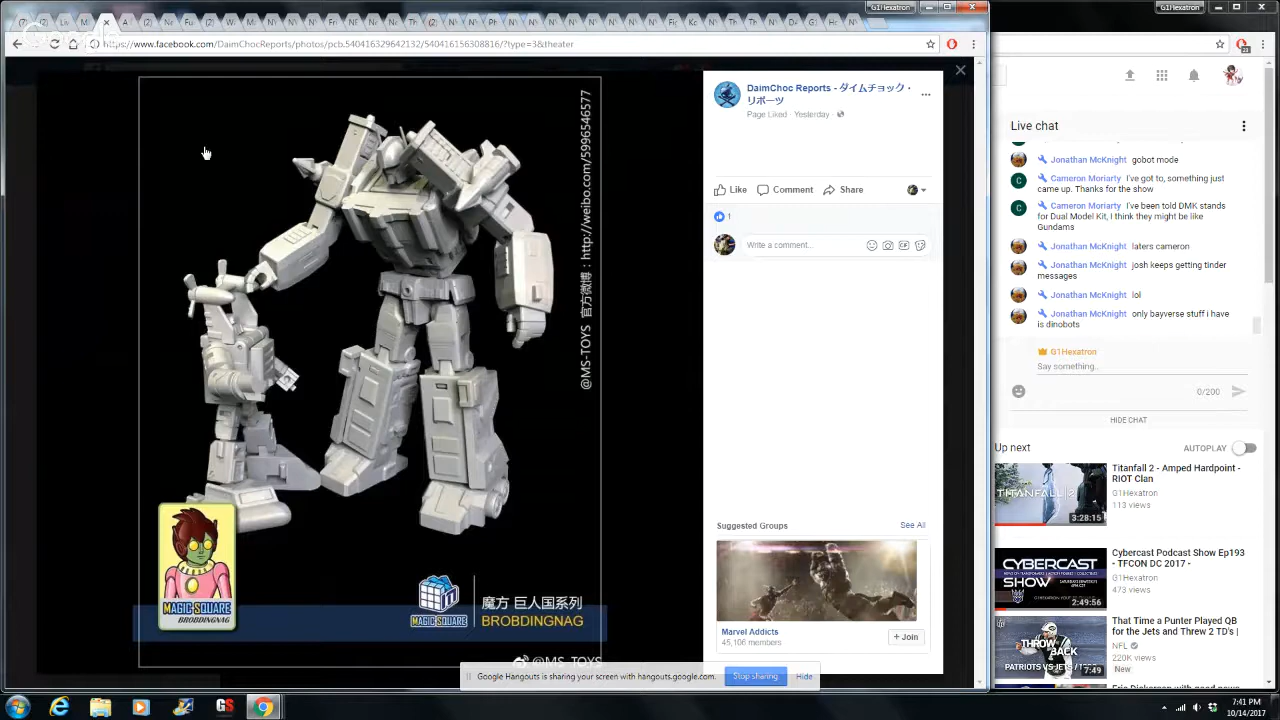 G1Hexatron
G1Hexatron
https://www.facebook.com/DaimChocReports/photos/pcb.540416329642132/540416156308816/?type=3&theater
@MS-TOYS 官方微博：http://weibo.com/5996546577
MAGIC SQUARE
BROBDINGNAG
MAGIC SQUARE
魔方 巨人国系列
BROBDINGNAG
@MS_TOYS
DaimChoc Reports - ダイムチョック・
リポーツ
Page Liked · Yesterday ·
Like
Comment
Share
1
Write a comment...
Suggested Groups
See All
Marvel Addicts
45,106 members
+ Join
Google Hangouts is sharing your screen with hangouts.google.com.
Stop sharing
Hide
Live chat
Jonathan McKnight gobot mode
Cameron Moriarty I've got to, something just
came up. Thanks for the show
Cameron Moriarty I've been told DMK stands
for Dual Model Kit, I think they might be like
Gundams
Jonathan McKnight laters cameron
Jonathan McKnight josh keeps getting tinder
messages
Jonathan McKnight lol
Jonathan McKnight only bayverse stuff i have
is dinobots
G1Hexatron
Say something...
0/200
HIDE CHAT
Up next
AUTOPLAY
TITANFALL 2
3:28:15
Titanfall 2 - Amped Hardpoint -
RIOT Clan
G1Hexatron
113 views
CYBERCAST
SHOW
2:49:56
Cybercast Podcast Show Ep193
- TFCON DC 2017 -
G1Hexatron
473 views
THROW
BACK
PATRIOTS VS JETS / 1
7:49
That Time a Punter Played QB
for the Jets and Threw 2 TD's |
NFL
220K views
New
7:41 PM
10/14/2017